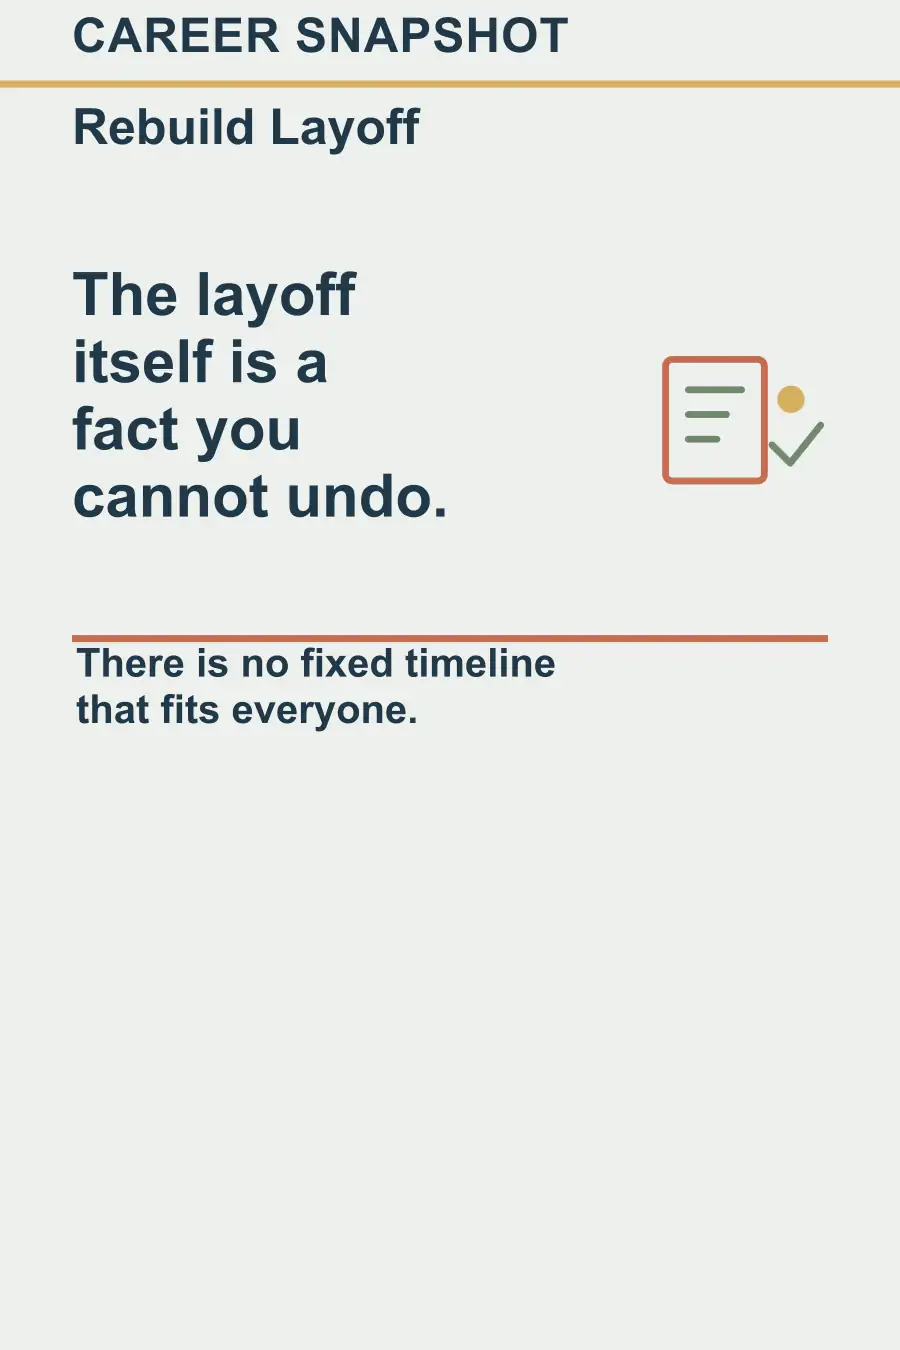 CAREER SNAPSHOT
Rebuild Layoff
The layoff
itself is a
fact you
cannot undo.
There is no fixed timeline
that fits everyone.